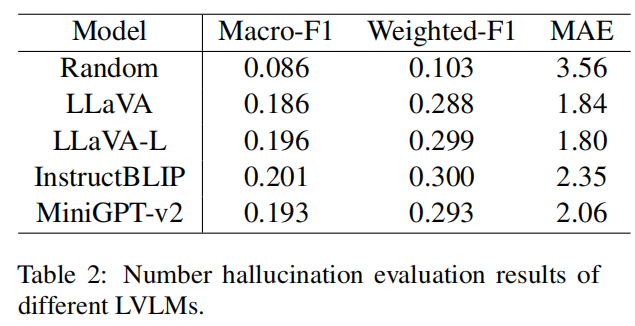 Model Macro-F1 Weighted-F1 MAE
Random 0.086 0.103 3.56
LLaVA 0.186 0.288 1.84
LLaVA-L 0.196 0.299 1.80
InstructBLIP 0.201 0.300 2.35
MiniGPT-v2 0.193 0.293 2.06
Table 2: Number hallucination evaluation results of
different LVLMs.